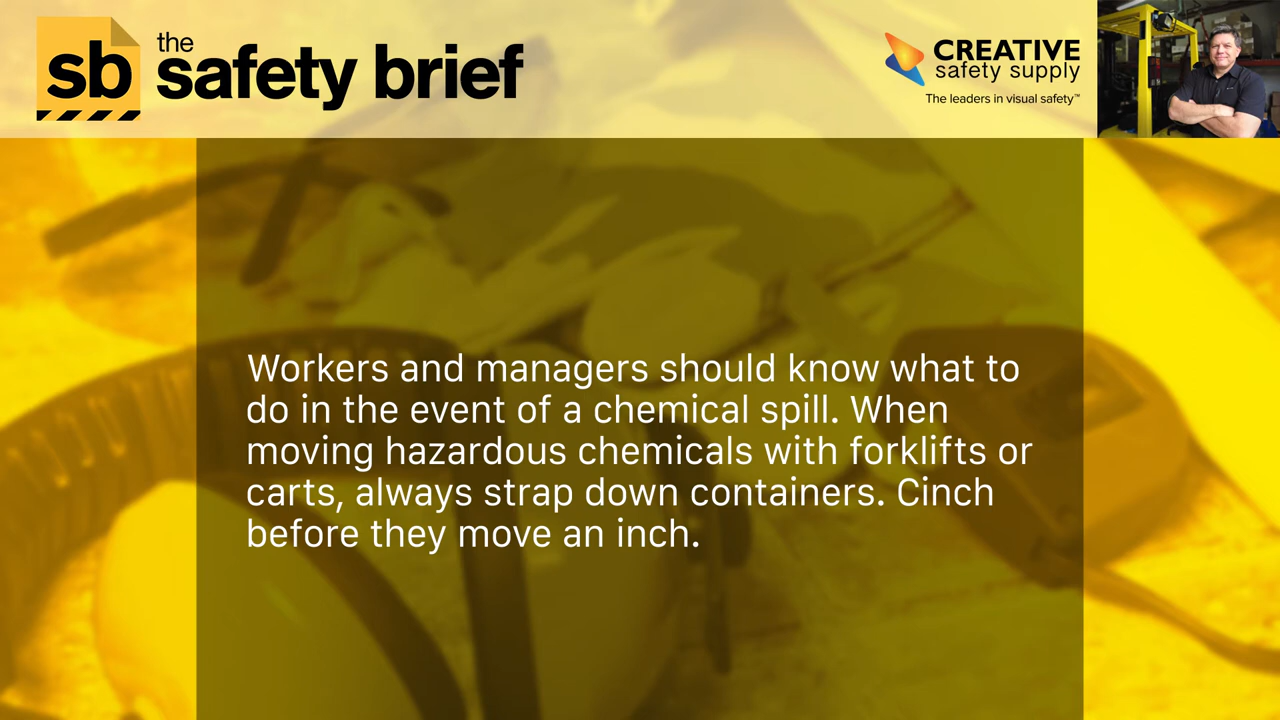 sb
the
safety brief
CREATIVE
safety supply
The leaders in visual safety™
Workers and managers should know what to
do in the event of a chemical spill. When
moving hazardous chemicals with forklifts or
carts, always strap down containers. Cinch
before they move an inch.